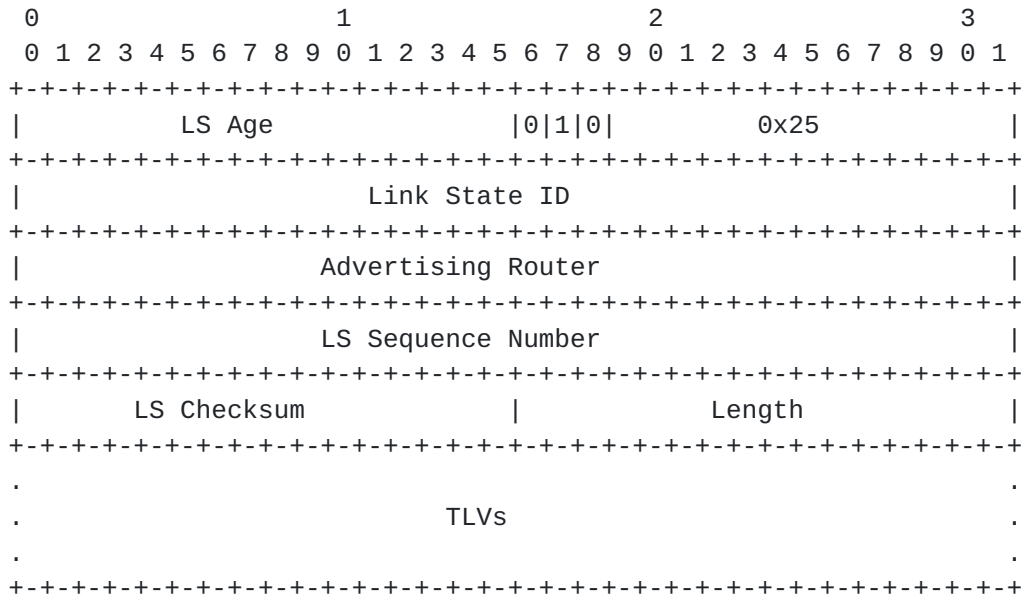 0                   1                   2                   3
 0 1 2 3 4 5 6 7 8 9 0 1 2 3 4 5 6 7 8 9 0 1 2 3 4 5 6 7 8 9 0 1
+-+-+-+-+-+-+-+-+-+-+-+-+-+-+-+-+-+-+-+-+-+-+-+-+-+-+-+-+-+-+-+-+
|          LS Age               |0|1|0|         0x25            |
+-+-+-+-+-+-+-+-+-+-+-+-+-+-+-+-+-+-+-+-+-+-+-+-+-+-+-+-+-+-+-+-+
|                      Link State ID                            |
+-+-+-+-+-+-+-+-+-+-+-+-+-+-+-+-+-+-+-+-+-+-+-+-+-+-+-+-+-+-+-+-+
|                   Advertising Router                          |
+-+-+-+-+-+-+-+-+-+-+-+-+-+-+-+-+-+-+-+-+-+-+-+-+-+-+-+-+-+-+-+-+
|                   LS Sequence Number                          |
+-+-+-+-+-+-+-+-+-+-+-+-+-+-+-+-+-+-+-+-+-+-+-+-+-+-+-+-+-+-+-+-+
|       LS Checksum             |            Length             |
+-+-+-+-+-+-+-+-+-+-+-+-+-+-+-+-+-+-+-+-+-+-+-+-+-+-+-+-+-+-+-+-+
.                                                               .
.                           TLVs                                .
.                                                               .
+-+-+-+-+-+-+-+-+-+-+-+-+-+-+-+-+-+-+-+-+-+-+-+-+-+-+-+-+-+-+-+-+